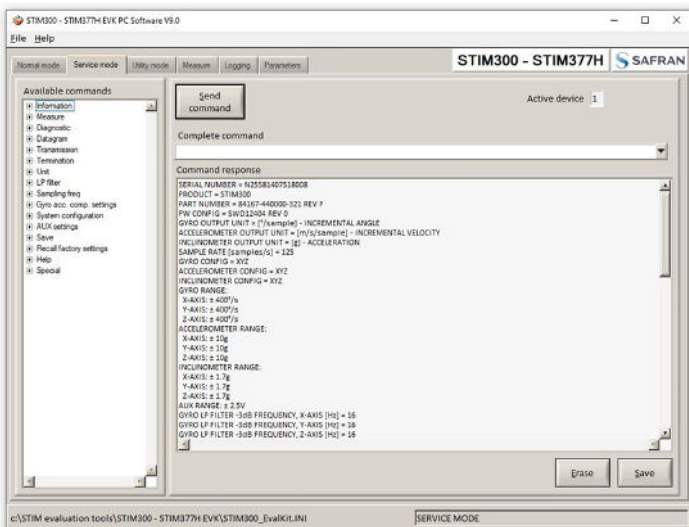 STIM300 - STIM377H EVK PC Software V9.0
File Help
Normal mode Service mode Utility mode Measure Logging Parameters
STIM300 - STIM377H SAFRAN
Available commands
Information
Measure
Diagnostic
Datagram
Transmission
Termination
Unit
LP filter
Sampling freq
Gyro acc. comp. settings
System configuration
AUX settings
Save
Recall factory settings
Help
Special
Send command
Active device 1
Complete command
Command response
SERIAL NUMBER = N25581407518008
PRODUCT = STIM300
PART NUMBER = 84167-440000-321 REV F
FW CONFIG = SWD12404 REV 0
GYRO OUTPUT UNIT = [°/sample] - INCREMENTAL ANGLE
ACCELEROMETER OUTPUT UNIT = [m/s/sample] - INCREMENTAL VELOCITY
INCLINOMETER OUTPUT UNIT = [g] - ACCELERATION
SAMPLE RATE [samples/s] = 125
GYRO CONFIG = XYZ
ACCELEROMETER CONFIG = XYZ
INCLINOMETER CONFIG = XYZ
GYRO RANGE:
X-AXIS: ± 400°/s
Y-AXIS: ± 400°/s
Z-AXIS: ± 400°/s
ACCELEROMETER RANGE:
X-AXIS: ± 10g
Y-AXIS: ± 10g
Z-AXIS: ± 10g
INCLINOMETER RANGE:
X-AXIS: ± 1.7g
Y-AXIS: ± 1.7g
Z-AXIS: ± 1.7g
AUX RANGE: ± 2.5V
GYRO LP FILTER -3dB FREQUENCY, X-AXIS [Hz] = 16
GYRO LP FILTER -3dB FREQUENCY, Y-AXIS [Hz] = 16
GYRO LP FILTER -3dB FREQUENCY, Z-AXIS [Hz] = 16
Erase Save
c:\STIM evaluation tools\STIM300 - STIM377H EVK\STIM300_EvalKit.INI SERVICE MODE